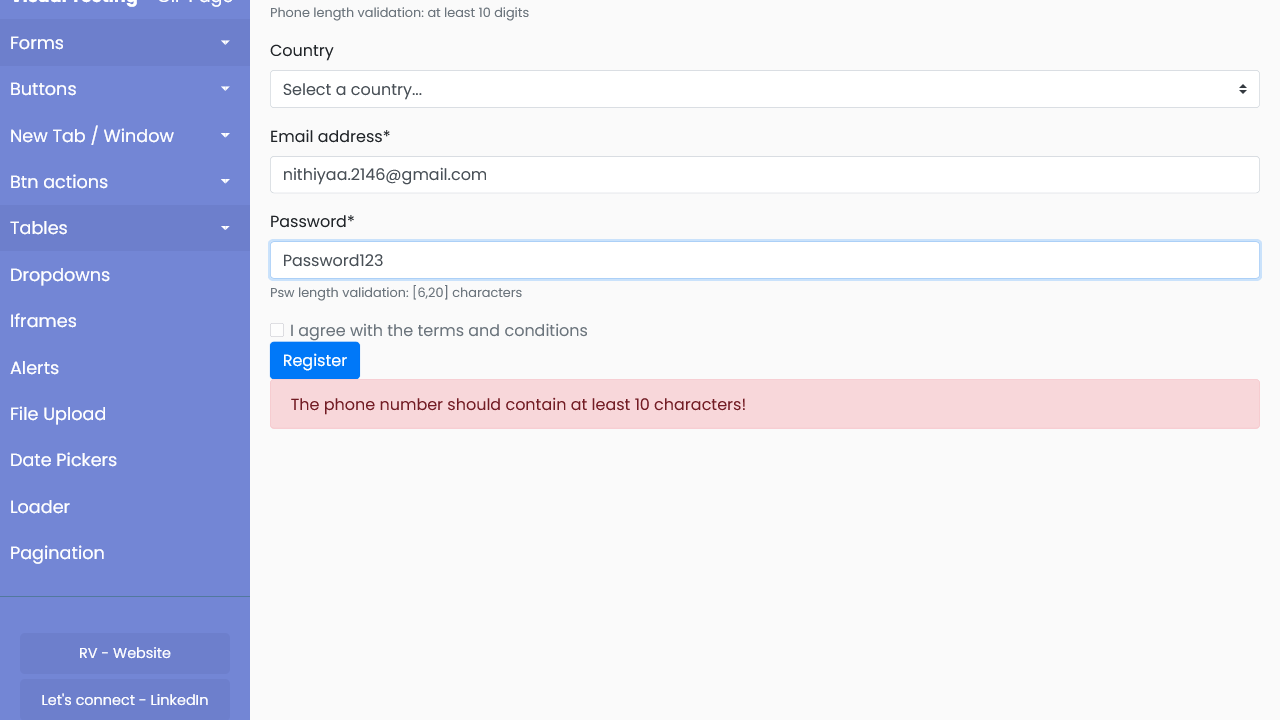 Forms
Buttons
New Tab / Window
Btn actions
Tables
Dropdowns
Iframes
Alerts
File Upload
Date Pickers
Loader
Pagination
RV - Website
Let's connect - LinkedIn
Phone length validation: at least 10 digits
Country
Select a country...
Email address*
nithiyaa.2146@gmail.com
Password*
Password123
Psw length validation: [6,20] characters
I agree with the terms and conditions
Register
The phone number should contain at least 10 characters!